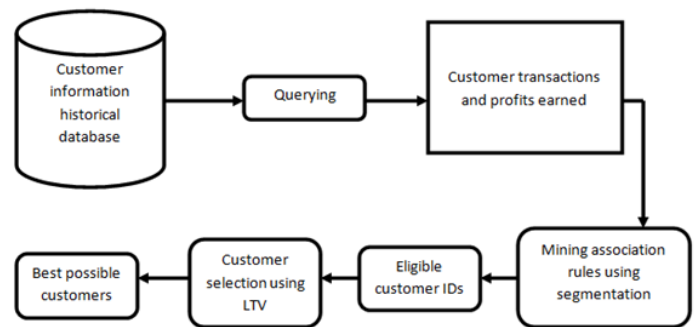 Customer
information
historical
database
Querying
Customer transactions
and profits earned
Mining association
rules using
segmentation
Eligible
customer IDs
Customer
selection using
LTV
Best possible
customers